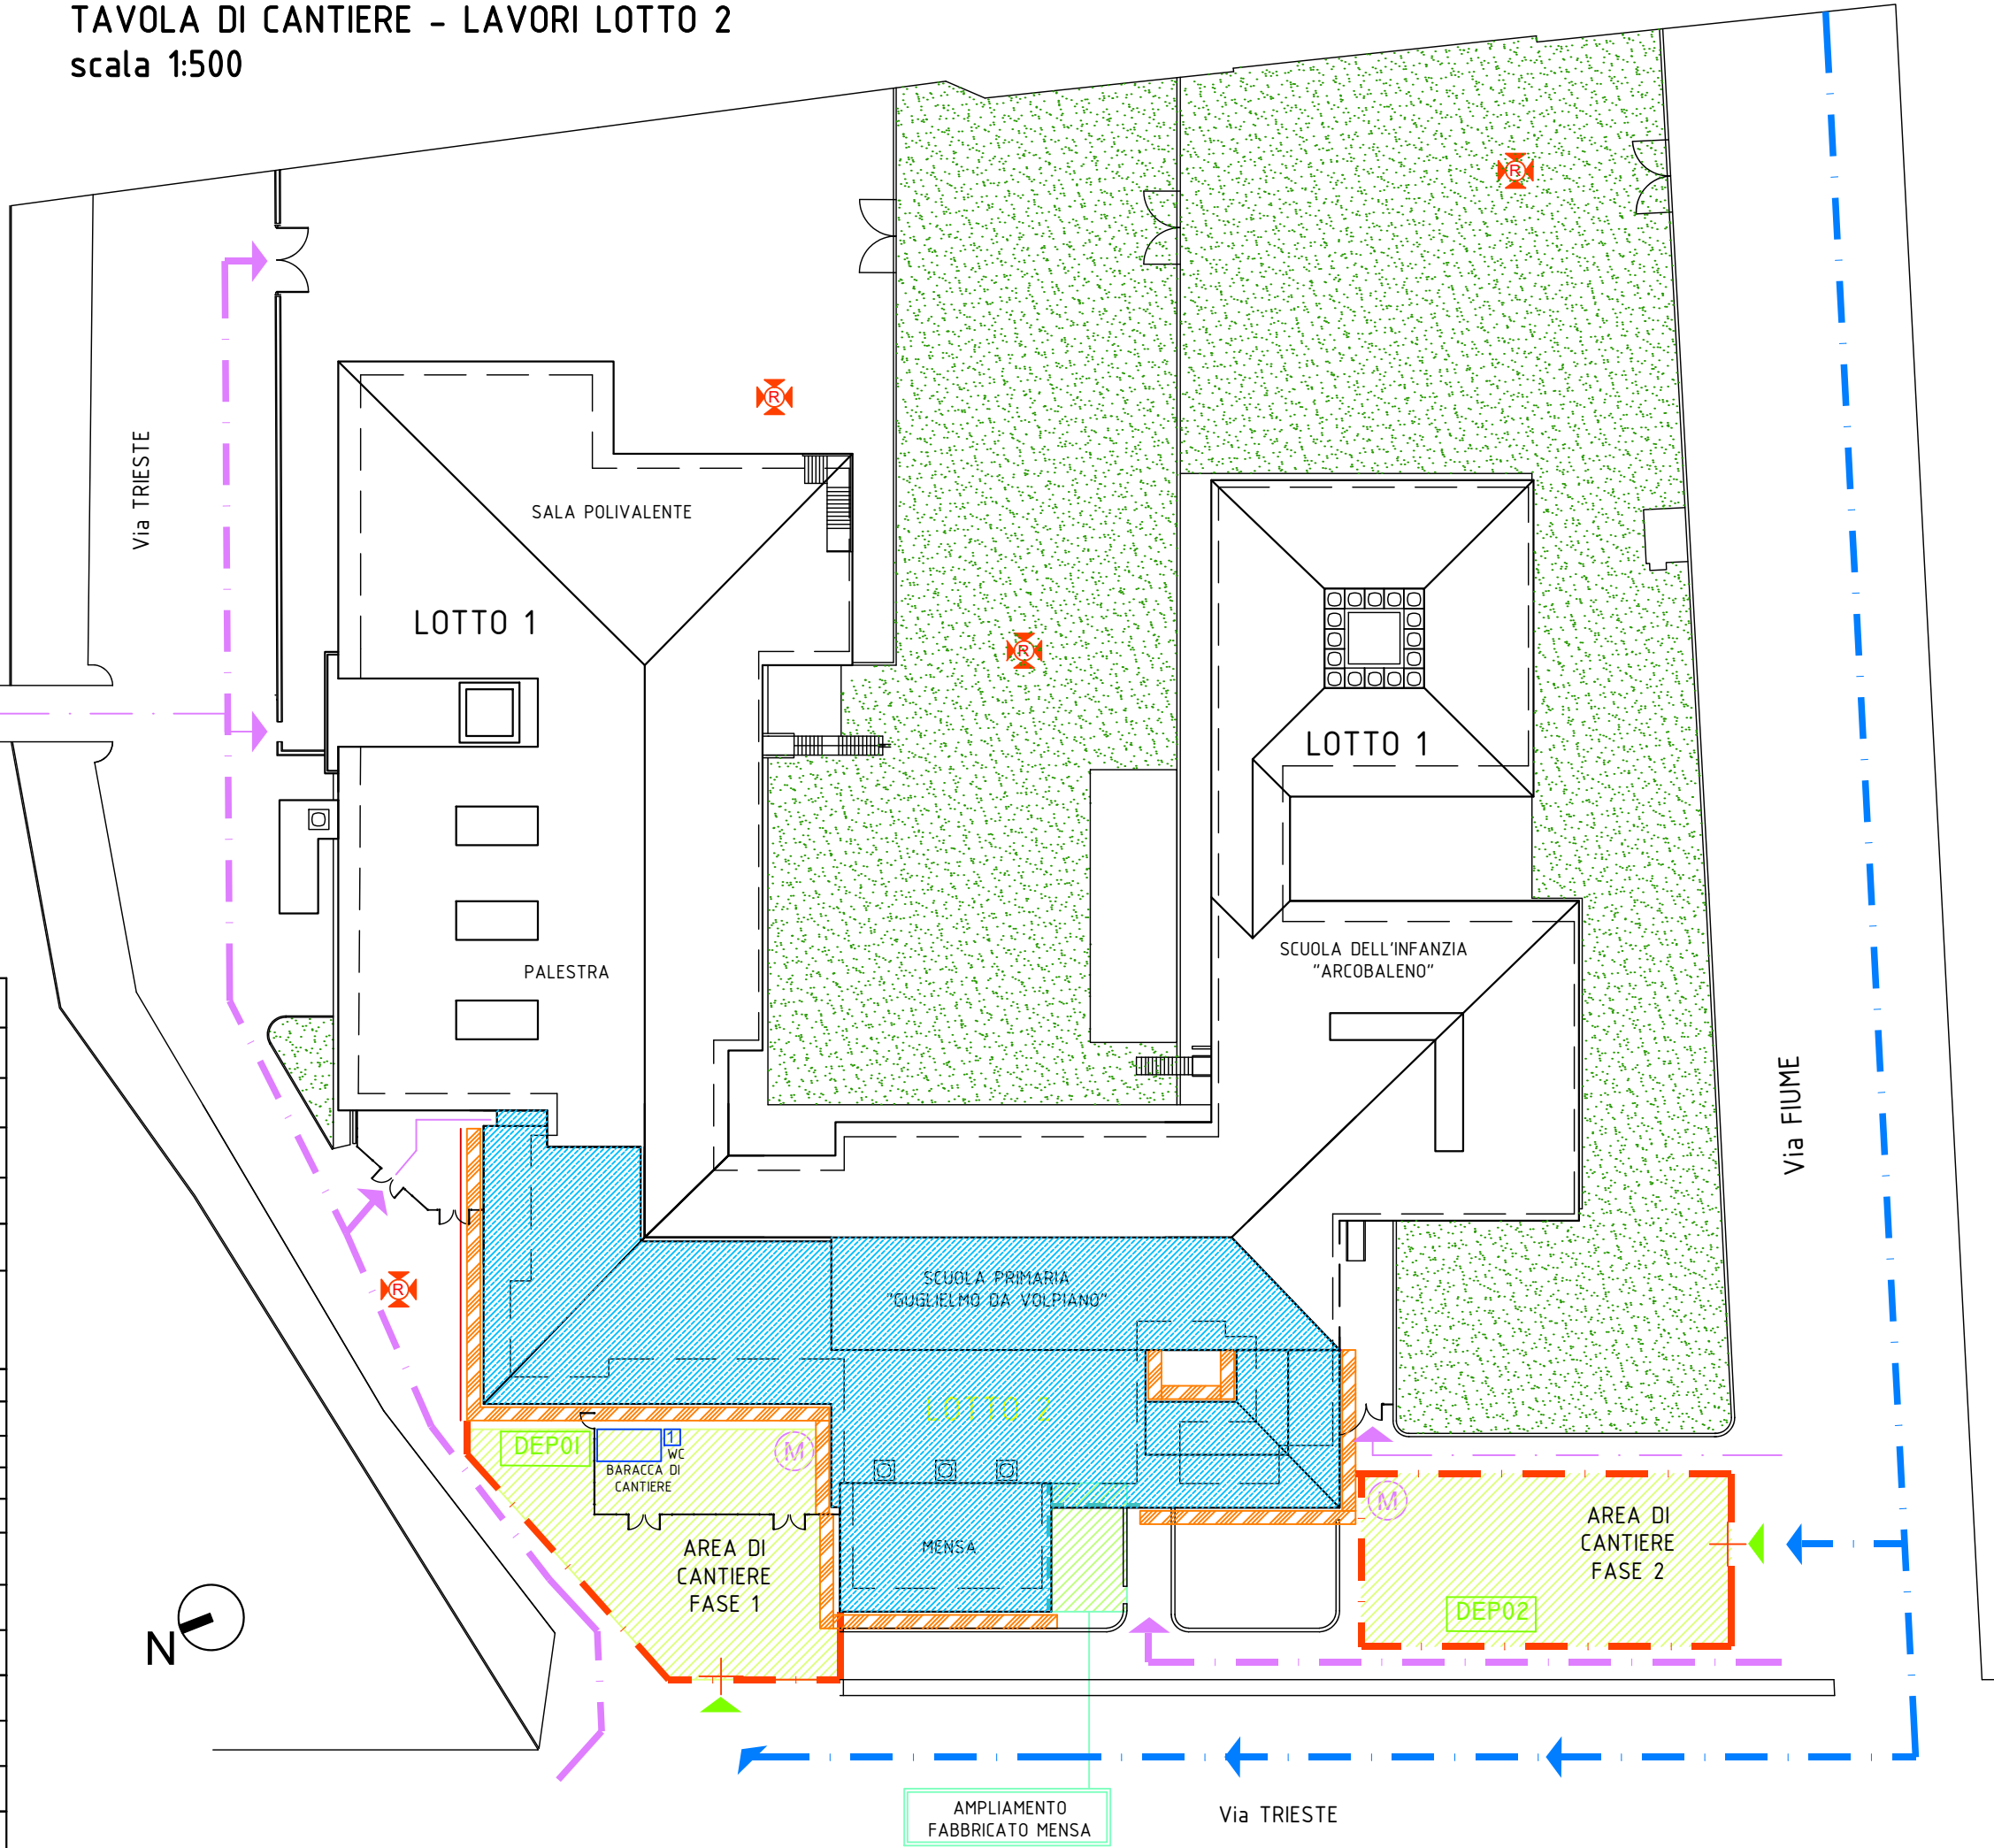 TAVOLA DI CANTIERE - LAVORI LOTTO 2
scala 1:500
R
R
Via TRIESTE
SALA POLIVALENTE
LOTTO 1
R
LOTTO 1
SCUOLA DELL'INFANZIA
"ARCOBALENO"
PALESTRA
Via FIUME
R
SCUOLA PRIMARIA
"GUGLIELMO DA VOLPIANO"
LOTTO 2
DEP01
1
WC
BARACCA DI
CANTIERE
M
M
AREA DI
CANTIERE
FASE 1
MENSA
AREA DI
CANTIERE
FASE 2
DEP02
N
AMPLIAMENTO
FABBRICATO MENSA
Via TRIESTE